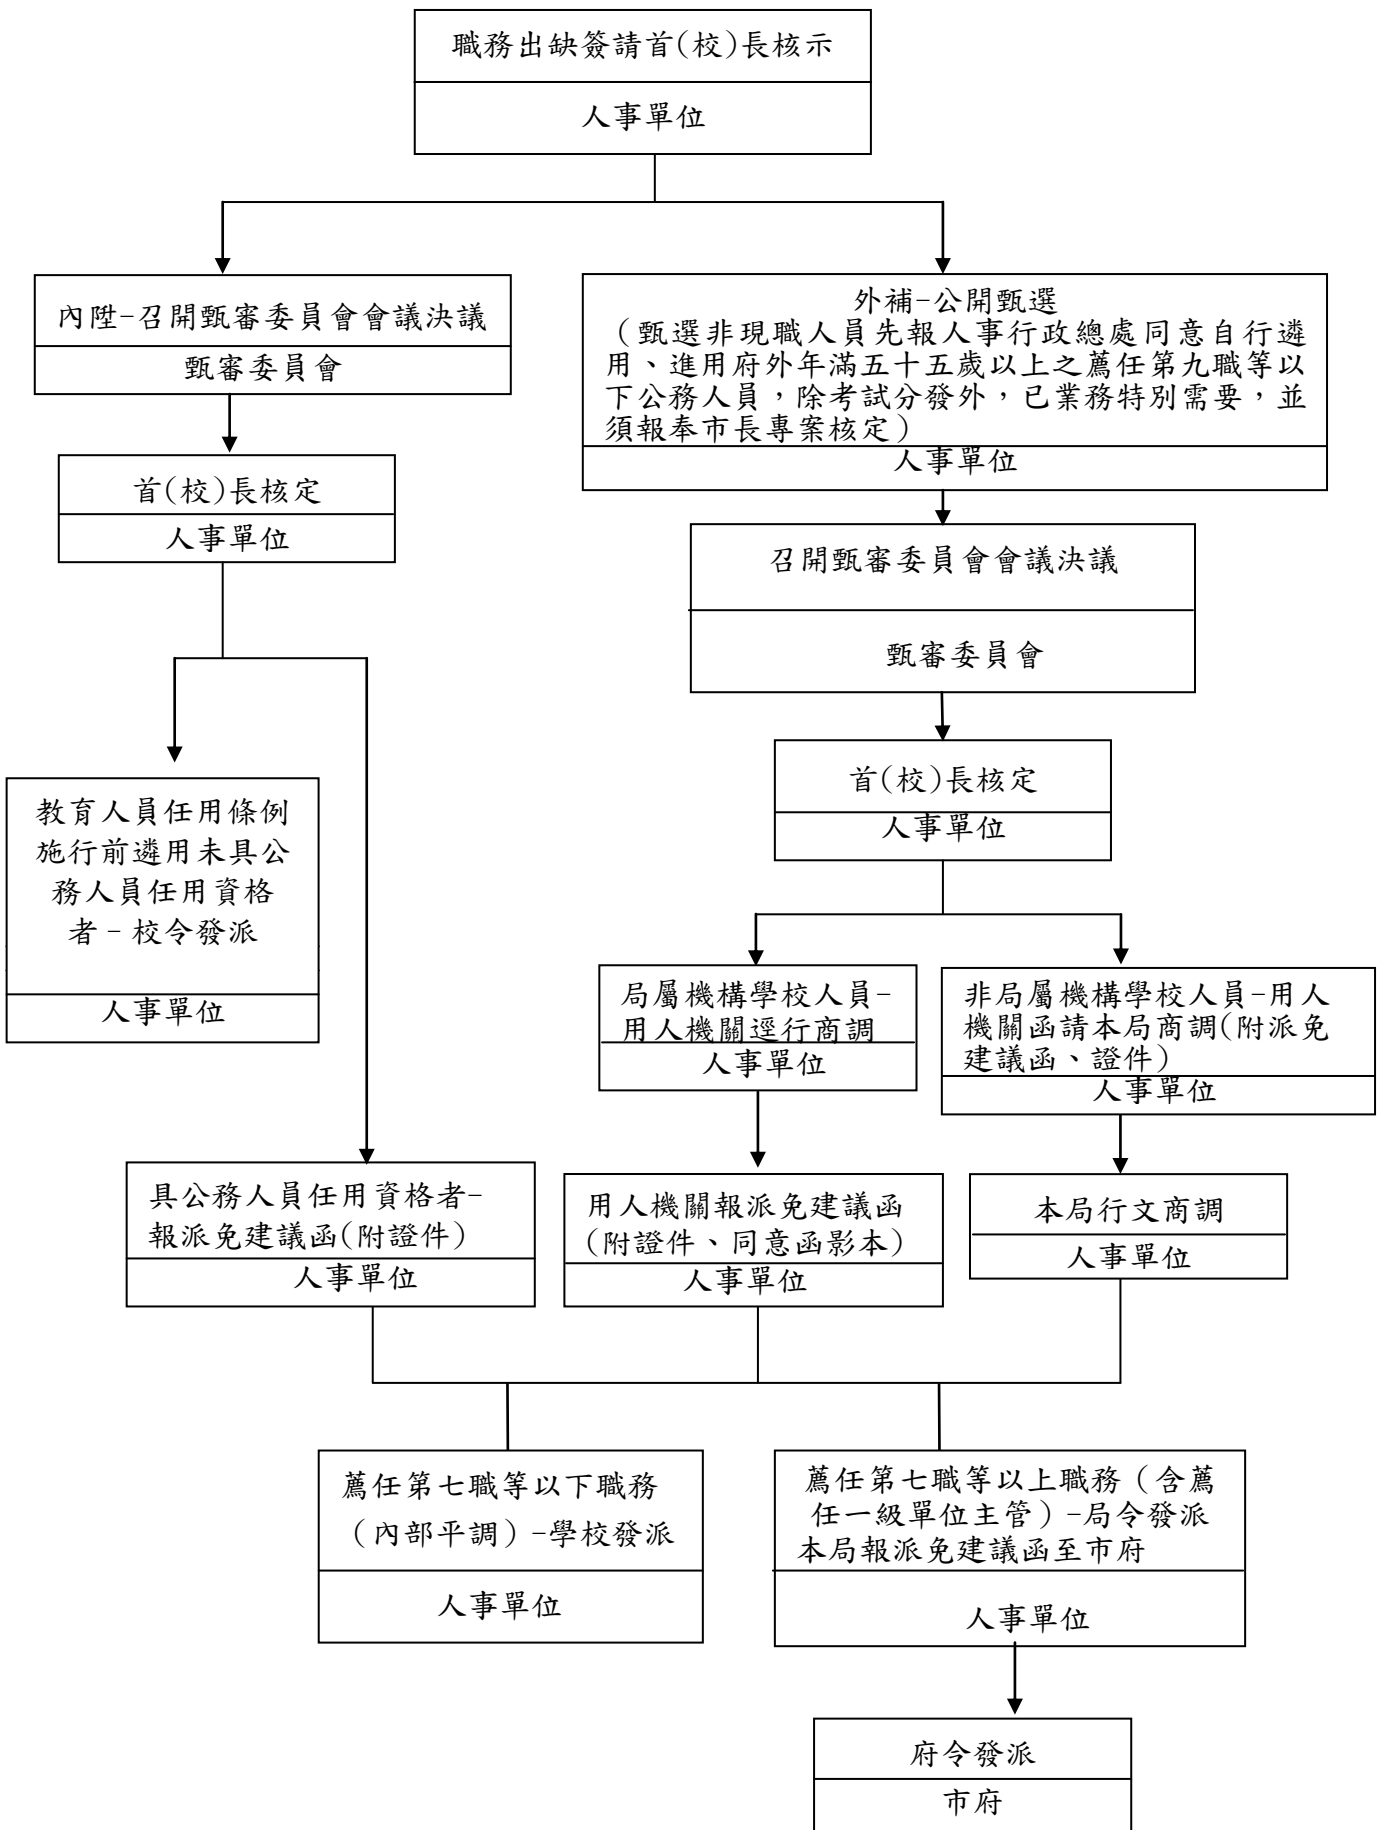 職務出缺簽請首(校)長核示
人事單位
內陞-召開甄審委員會會議決議
甄審委員會
外補-公開甄選
（甄選非現職人員先報人事行政總處同意自行遴
用、進用府外年滿五十五歲以上之薦任第九職等以
下公務人員，除考試分發外，已業務特別需要，並
須報奉市長專案核定）
人事單位
首(校)長核定
人事單位
召開甄審委員會會議決議
甄審委員會
首(校)長核定
人事單位
教育人員任用條例
施行前遴用未具公
務人員任用資格
者－校令發派
人事單位
局屬機構學校人員-
用人機關逕行商調
人事單位
非局屬機構學校人員-用人
機關函請本局商調(附派免
建議函、證件)
人事單位
具公務人員任用資格者-
報派免建議函(附證件)
人事單位
用人機關報派免建議函
(附證件、同意函影本)
人事單位
本局行文商調
人事單位
薦任第七職等以下職務
（內部平調）-學校發派
人事單位
薦任第七職等以上職務（含薦
任一級單位主管）-局令發派
本局報派免建議函至市府
人事單位
府令發派
市府